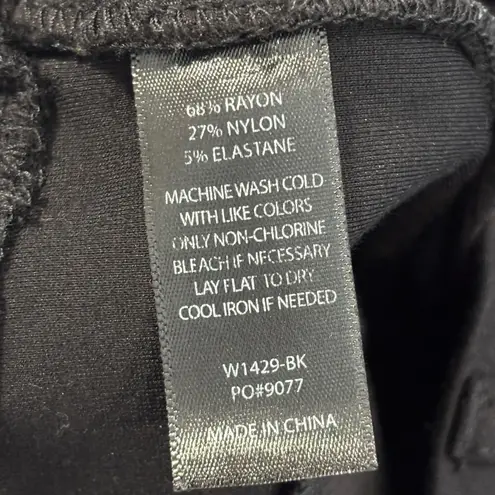 68% RAYON
27% NYLON
5% ELASTANE
MACHINE WASH COLD
WITH LIKE COLORS
ONLY NON-CHLORINE
BLEACH IF NECESSARY
LAY FLAT TO DRY
COOL IRON IF NEEDED
W1429-BK
PO#9077
MADE IN CHINA